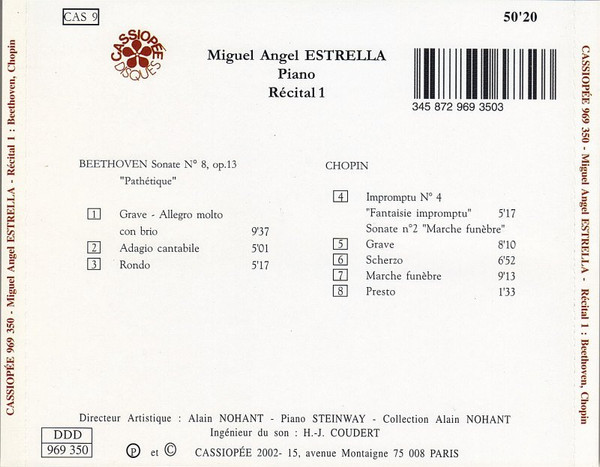 CAS 9
50'20
CASSIOPÉE
DISQUES
Miguel Angel ESTRELLA
Piano
Récital 1
345 872 969 3503
BEETHOVEN Sonate N° 8, op.13
"Pathétique"
1 Grave - Allegro molto
con brio 9'37
2 Adagio cantabile 5'01
3 Rondo 5'17
CHOPIN
4 Impromptu N° 4
"Fantaisie impromptu" 5'17
Sonate n°2 "Marche funèbre"
5 Grave 8'10
6 Scherzo 6'52
7 Marche funèbre 9'13
8 Presto 1'33
Directeur Artistique : Alain NOHANT - Piano STEINWAY - Collection Alain NOHANT
Ingénieur du son : H.-J. COUDERT
DDD
969 350
P et © CASSIOPÉE 2002- 15, avenue Montaigne 75 008 PARIS
CASSIOPÉE 969 350 - Miguel Angel ESTRELLA - Récital 1 : Beethoven, Chopin
CASSIOPÉE 969 350 - Miguel Angel ESTRELLA - Récital 1 : Beethoven, Chopin